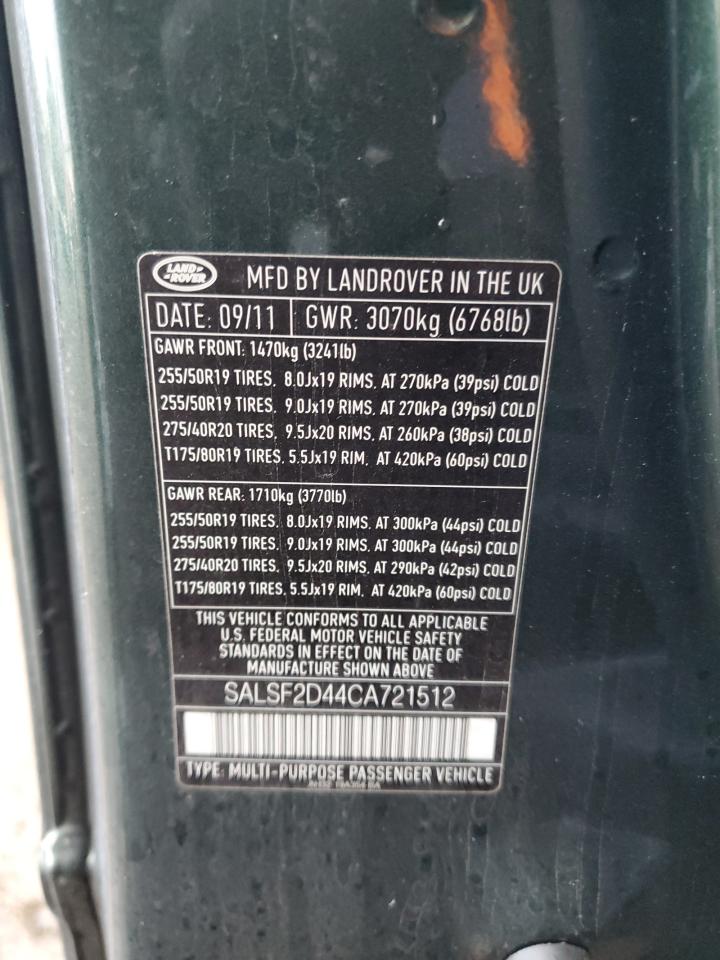 LAND ROVER
MFD BY LANDROVER IN THE UK
DATE: 09/11 GWR: 3070kg (6768lb)
GAWR FRONT: 1470kg (3241lb)
255/50R19 TIRES, 8.0Jx19 RIMS, AT 270kPa (39psi) COLD
255/50R19 TIRES, 9.0Jx19 RIMS, AT 270kPa (39psi) COLD
275/40R20 TIRES, 9.5Jx20 RIMS, AT 260kPa (38psi) COLD
T175/80R19 TIRES, 5.5Jx19 RIM, AT 420kPa (60psi) COLD
GAWR REAR: 1710kg (3770lb)
255/50R19 TIRES, 8.0Jx19 RIMS, AT 300kPa (44psi) COLD
255/50R19 TIRES, 9.0Jx19 RIMS, AT 300kPa (44psi) COLD
275/40R20 TIRES, 9.5Jx20 RIMS, AT 290kPa (42psi) COLD
T175/80R19 TIRES, 5.5Jx19 RIM, AT 420kPa (60psi) COLD
THIS VEHICLE CONFORMS TO ALL APPLICABLE
U.S. FEDERAL MOTOR VEHICLE SAFETY
STANDARDS IN EFFECT ON THE DATE OF
MANUFACTURE SHOWN ABOVE
SALSF2D44CA721512
TYPE: MULTI-PURPOSE PASSENGER VEHICLE